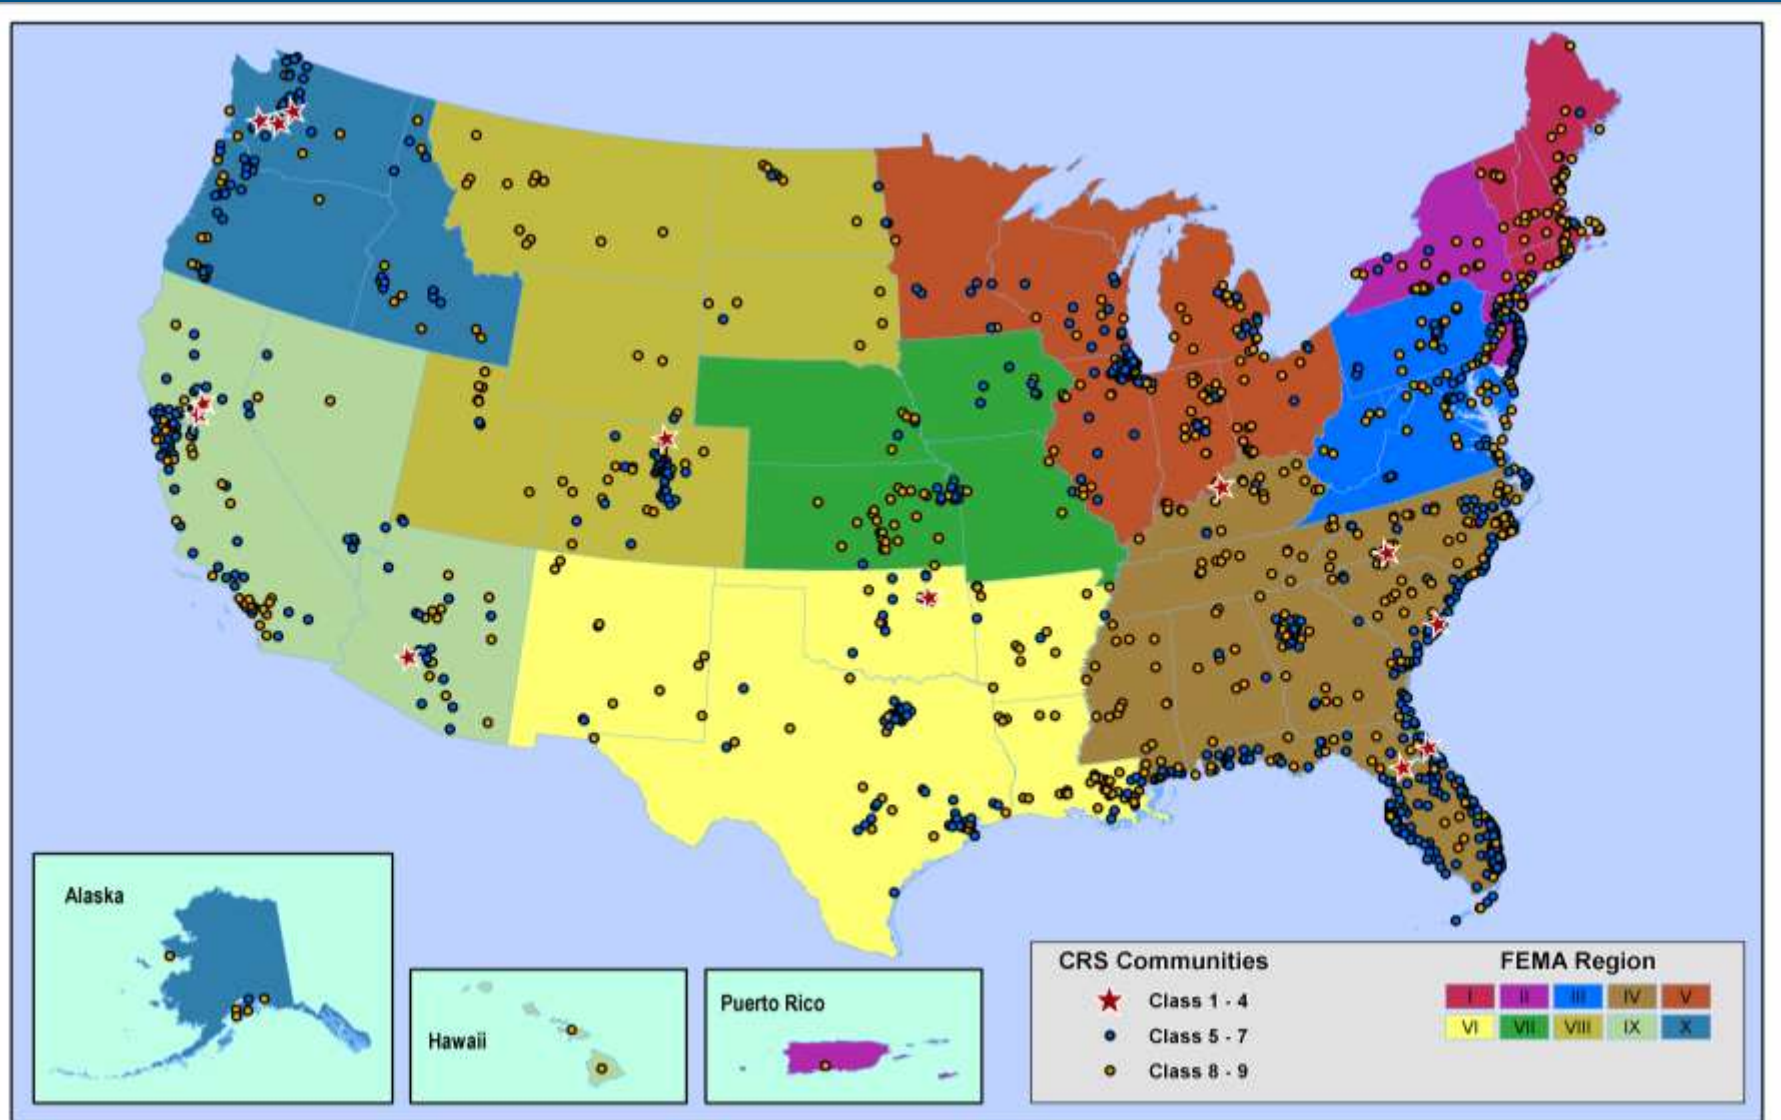 Alaska
Hawaii
Puerto Rico
CRS Communities
Class 1 - 4
Class 5 - 7
Class 8 - 9
FEMA Region
I II III IV V
VI VII VIII IX X